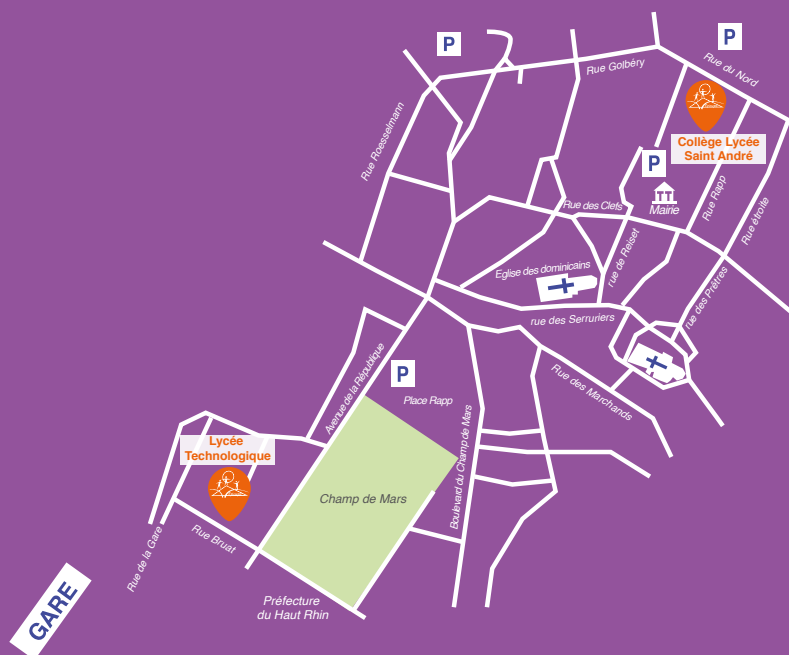 P
P
Rue Golbéry
Rue du Nord
Rue Roesselmann
Collège Lycée
Saint André
P
Mairie
Rue Rapp
Rue étroite
Rue des Clefs
rue de Reiset
Eglise des dominicains
rue des Prêtres
rue des Serruriers
Avenue de la République
P
Place Rapp
Rue des Marchands
Boulevard du Champ de Mars
Lycée
Technologique
Champ de Mars
Rue Bruat
Rue de la Gare
GARE
Préfecture
du Haut Rhin